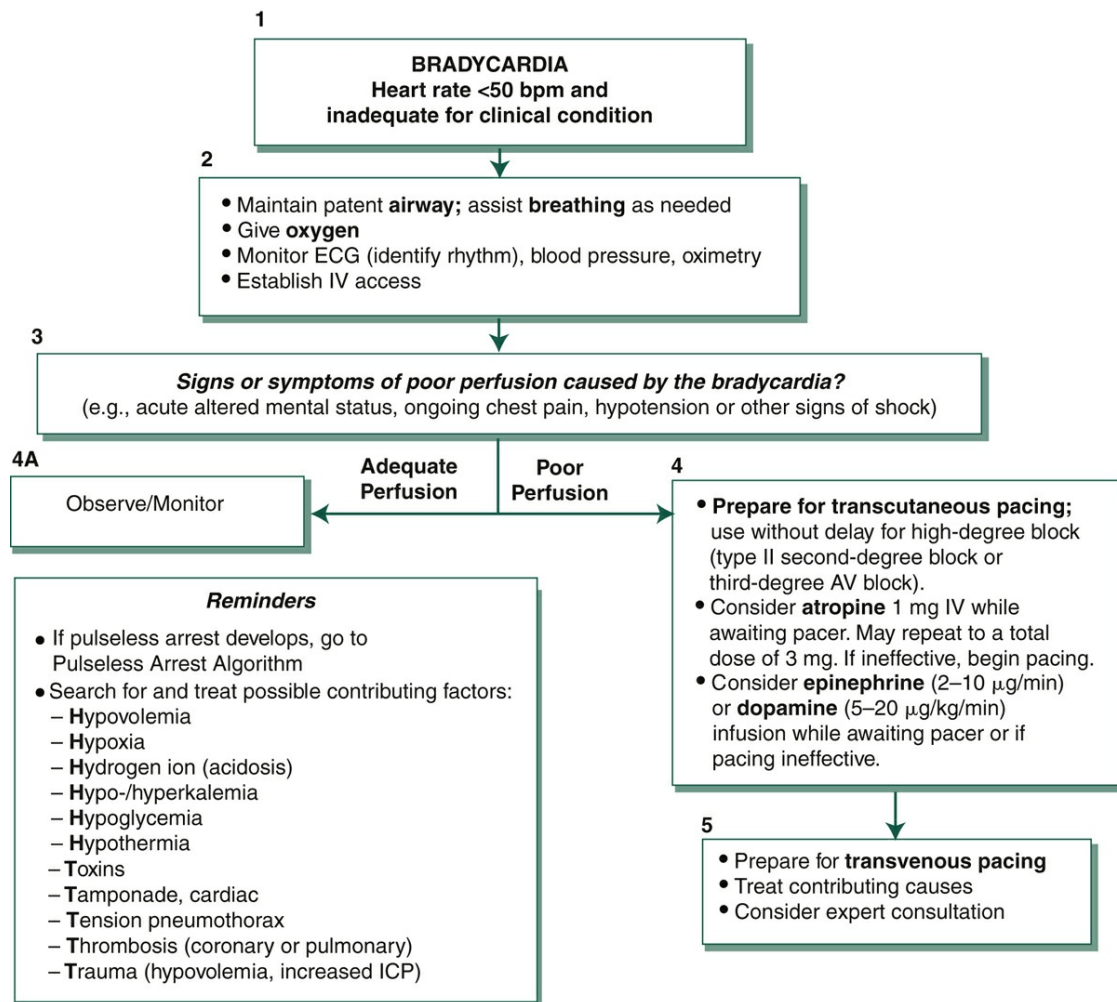 1
BRADYCARDIA
Heart rate <50 bpm and
inadequate for clinical condition
2
• Maintain patent airway; assist breathing as needed
• Give oxygen
• Monitor ECG (identify rhythm), blood pressure, oximetry
• Establish IV access
3
Signs or symptoms of poor perfusion caused by the bradycardia?
(e.g., acute altered mental status, ongoing chest pain, hypotension or other signs of shock)
4A
Observe/Monitor
Adequate
Perfusion
Poor
Perfusion
4
• Prepare for transcutaneous pacing;
use without delay for high-degree block
(type II second-degree block or
third-degree AV block).
• Consider atropine 1 mg IV while
awaiting pacer. May repeat to a total
dose of 3 mg. If ineffective, begin pacing.
• Consider epinephrine (2–10 μg/min)
or dopamine (5–20 μg/kg/min)
infusion while awaiting pacer or if
pacing ineffective.
Reminders
• If pulseless arrest develops, go to
Pulseless Arrest Algorithm
• Search for and treat possible contributing factors:
– Hypovolemia
– Hypoxia
– Hydrogen ion (acidosis)
– Hypo-/hyperkalemia
– Hypoglycemia
– Hypothermia
– Toxins
– Tamponade, cardiac
– Tension pneumothorax
– Thrombosis (coronary or pulmonary)
– Trauma (hypovolemia, increased ICP)
5
• Prepare for transvenous pacing
• Treat contributing causes
• Consider expert consultation